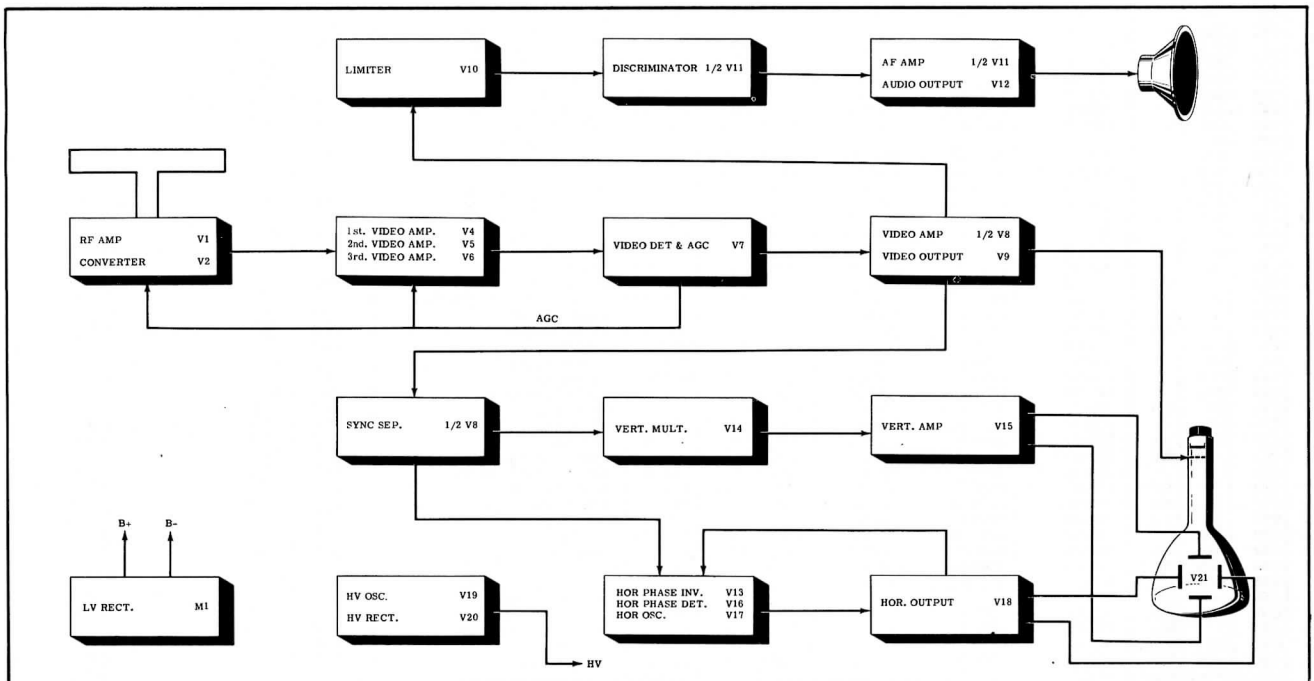 LIMITER V10
DISCRIMINATOR 1/2 V11
AF AMP 1/2 V11
AUDIO OUTPUT V12
RF AMP V1
CONVERTER V2
1st. VIDEO AMP. V4
2nd. VIDEO AMP. V5
3rd. VIDEO AMP. V6
VIDEO DET & AGC V7
VIDEO AMP 1/2 V8
VIDEO OUTPUT V9
AGC
SYNC SEP. 1/2 V8
VERT. MULT. V14
VERT. AMP V15
B+ B-
LV RECT. M1
HV OSC. V19
HV RECT. V20
HV
HOR PHASE INV. V13
HOR PHASE DET. V16
HOR OSC. V17
HOR. OUTPUT V18
V21